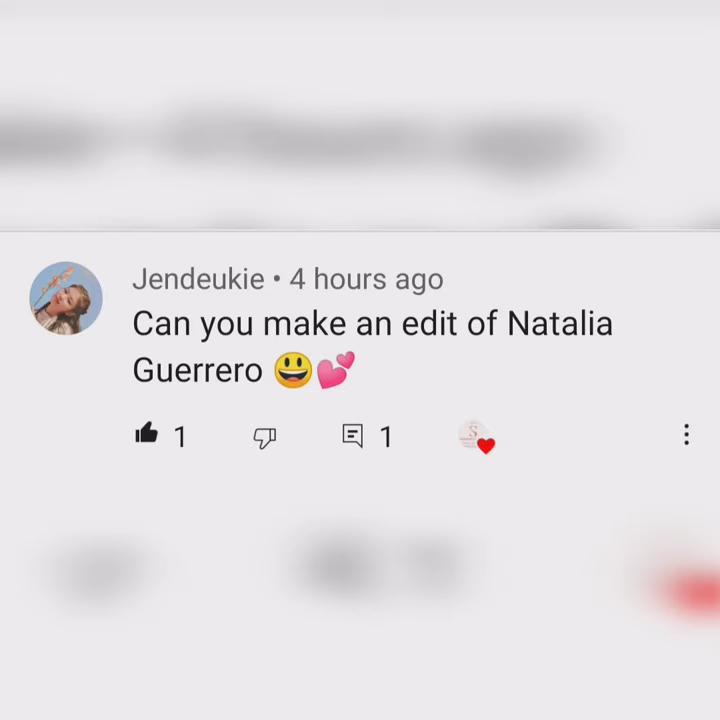 Jendeukie • 4 hours ago
Can you make an edit of Natalia
Guerrero 😃💕
1 1